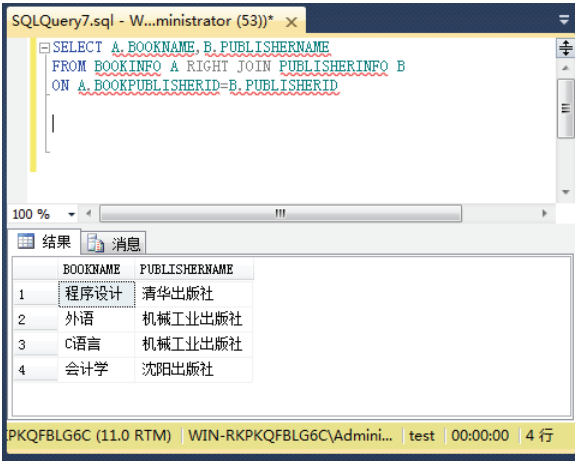 SQLQuery7.sql - W...ministrator (53))* ×
SELECT A.BOOKNAME,B.PUBLISHERNAME
FROM BOOKINFO A RIGHT JOIN PUBLISHERINFO B
ON A.BOOKPUBLISHERID=B.PUBLISHERID
100 %
结果 消息
BOOKNAME PUBLISHERNAME
1 程序设计 清华出版社
2 外语 机械工业出版社
3 C语言 机械工业出版社
4 会计学 沈阳出版社
PKQFBLG6C (11.0 RTM) WIN-RKPKQFBLG6C\Admini... test 00:00:00 4 行